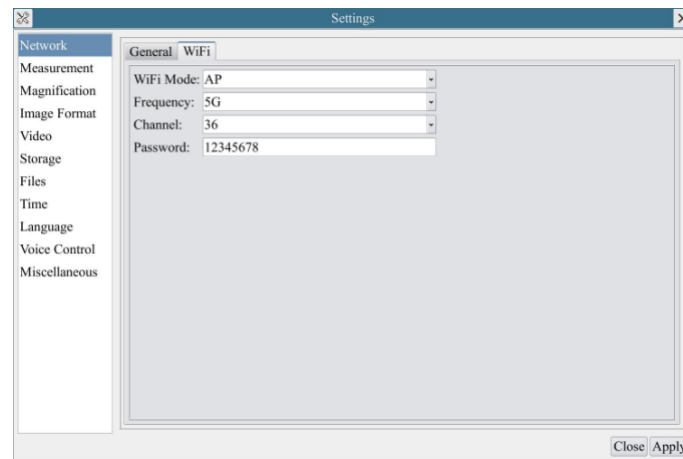 Settings
Network
Measurement
Magnification
Image Format
Video
Storage
Files
Time
Language
Voice Control
Miscellaneous
General WiFi
WiFi Mode: AP
Frequency: 5G
Channel: 36
Password: 12345678
Close Apply